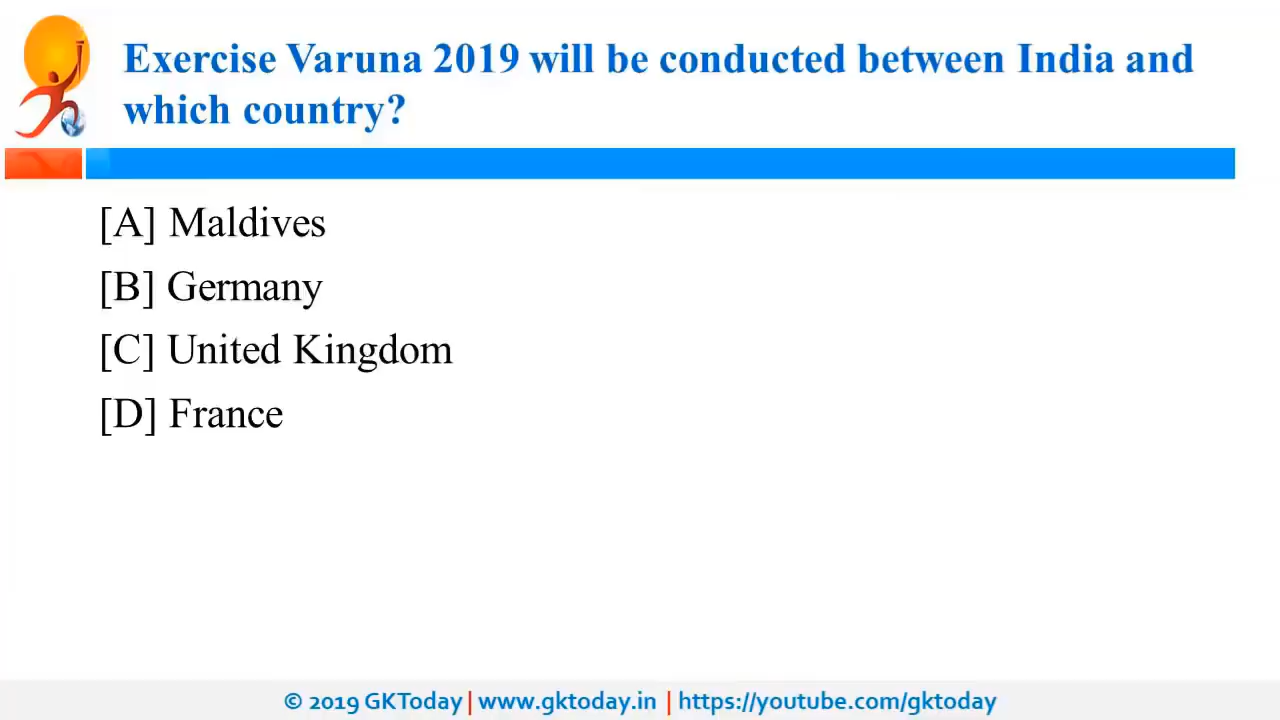 Exercise Varuna 2019 will be conducted between India and
which country?
[A] Maldives
[B] Germany
[C] United Kingdom
[D] France
© 2019 GKToday | www.gktoday.in | https://youtube.com/gktoday